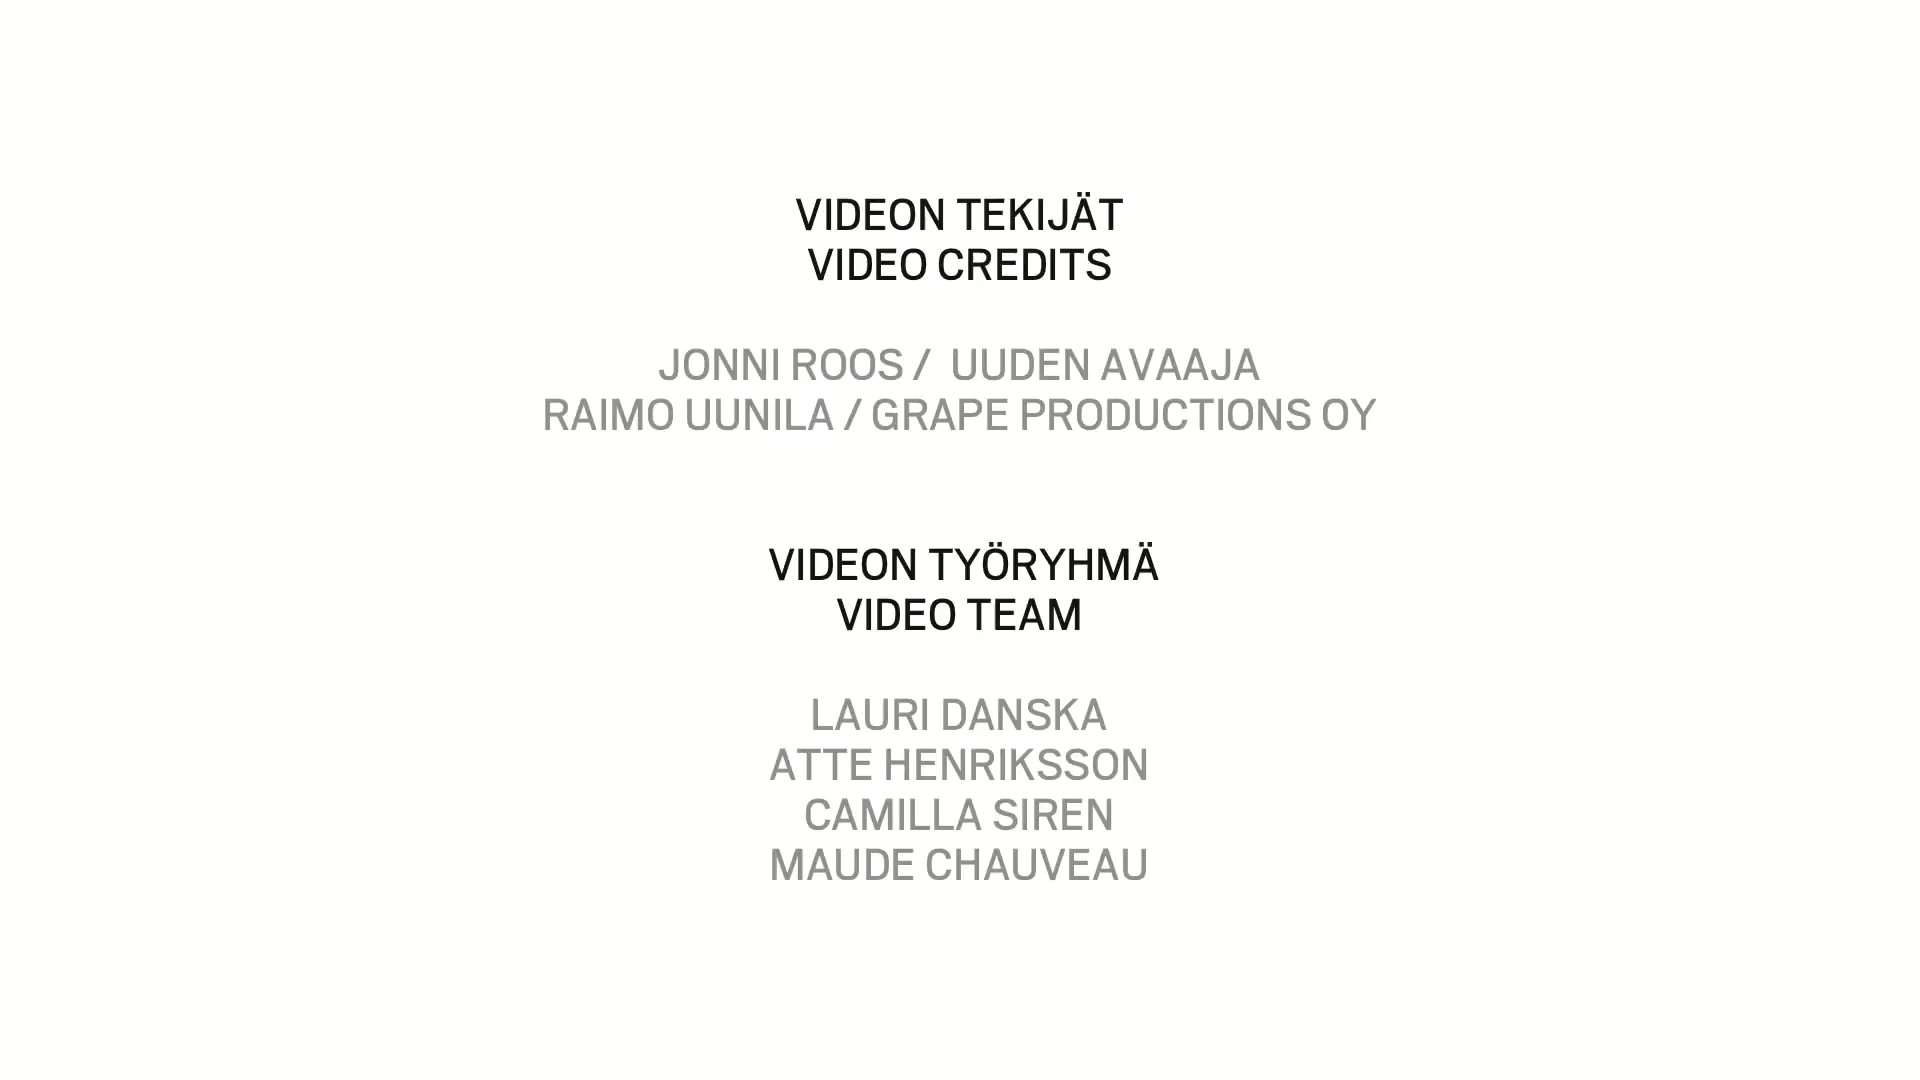 VIDEON TEKIJÄT
VIDEO CREDITS
JONNI ROOS /  UUDEN AVAAJA
RAIMO UUNILA / GRAPE PRODUCTIONS OY
VIDEON TYÖRYHMÄ
VIDEO TEAM
LAURI DANSKA
ATTE HENRIKSSON
CAMILLA SIREN
MAUDE CHAUVEAU